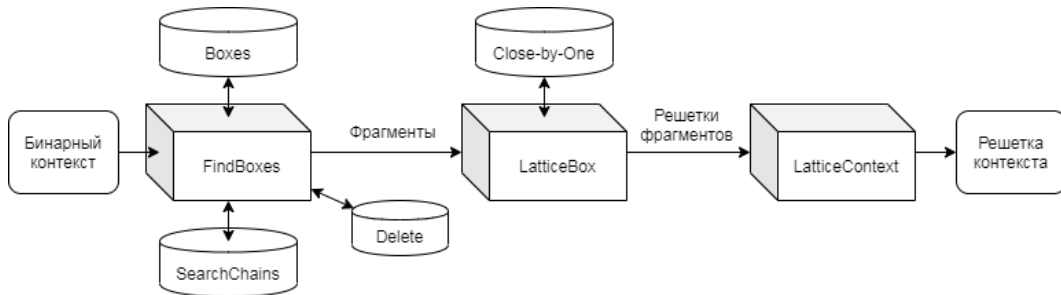 Boxes
Close-by-One
Бинарный
контекст
FindBoxes
Фрагменты
LatticeBox
Решетки
фрагментов
LatticeContext
Решетка
контекста
Delete
SearchChains